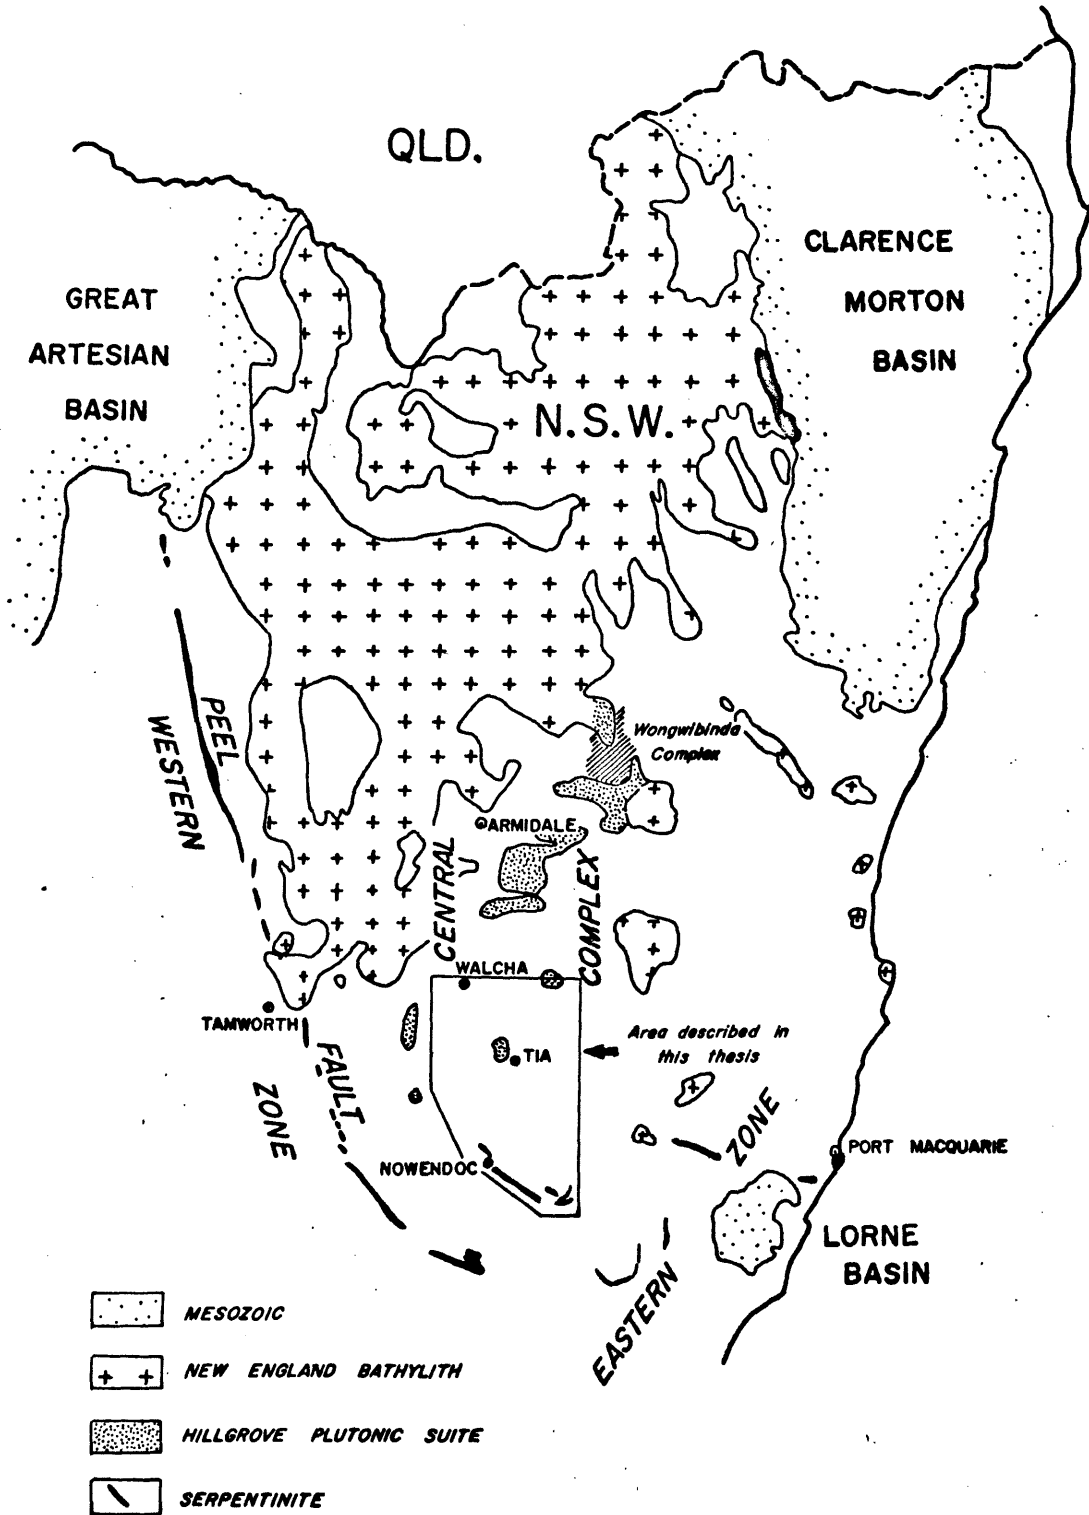 QLD.
CLARENCE
MORTON
BASIN
GREAT
ARTESIAN
BASIN
N.S.W.
PEEL
WESTERN
Wongwibinda
Complex
ARMIDALE
CENTRAL
COMPLEX
WALCHA
TAMWORTH
Area described in
this thesis
TIA
FAULT
ZONE
ZONE
NOWENDOC
PORT MACQUARIE
LORNE
BASIN
EASTERN
MESOZOIC
NEW ENGLAND BATHYLITH
HILLGROVE PLUTONIC SUITE
SERPENTINITE